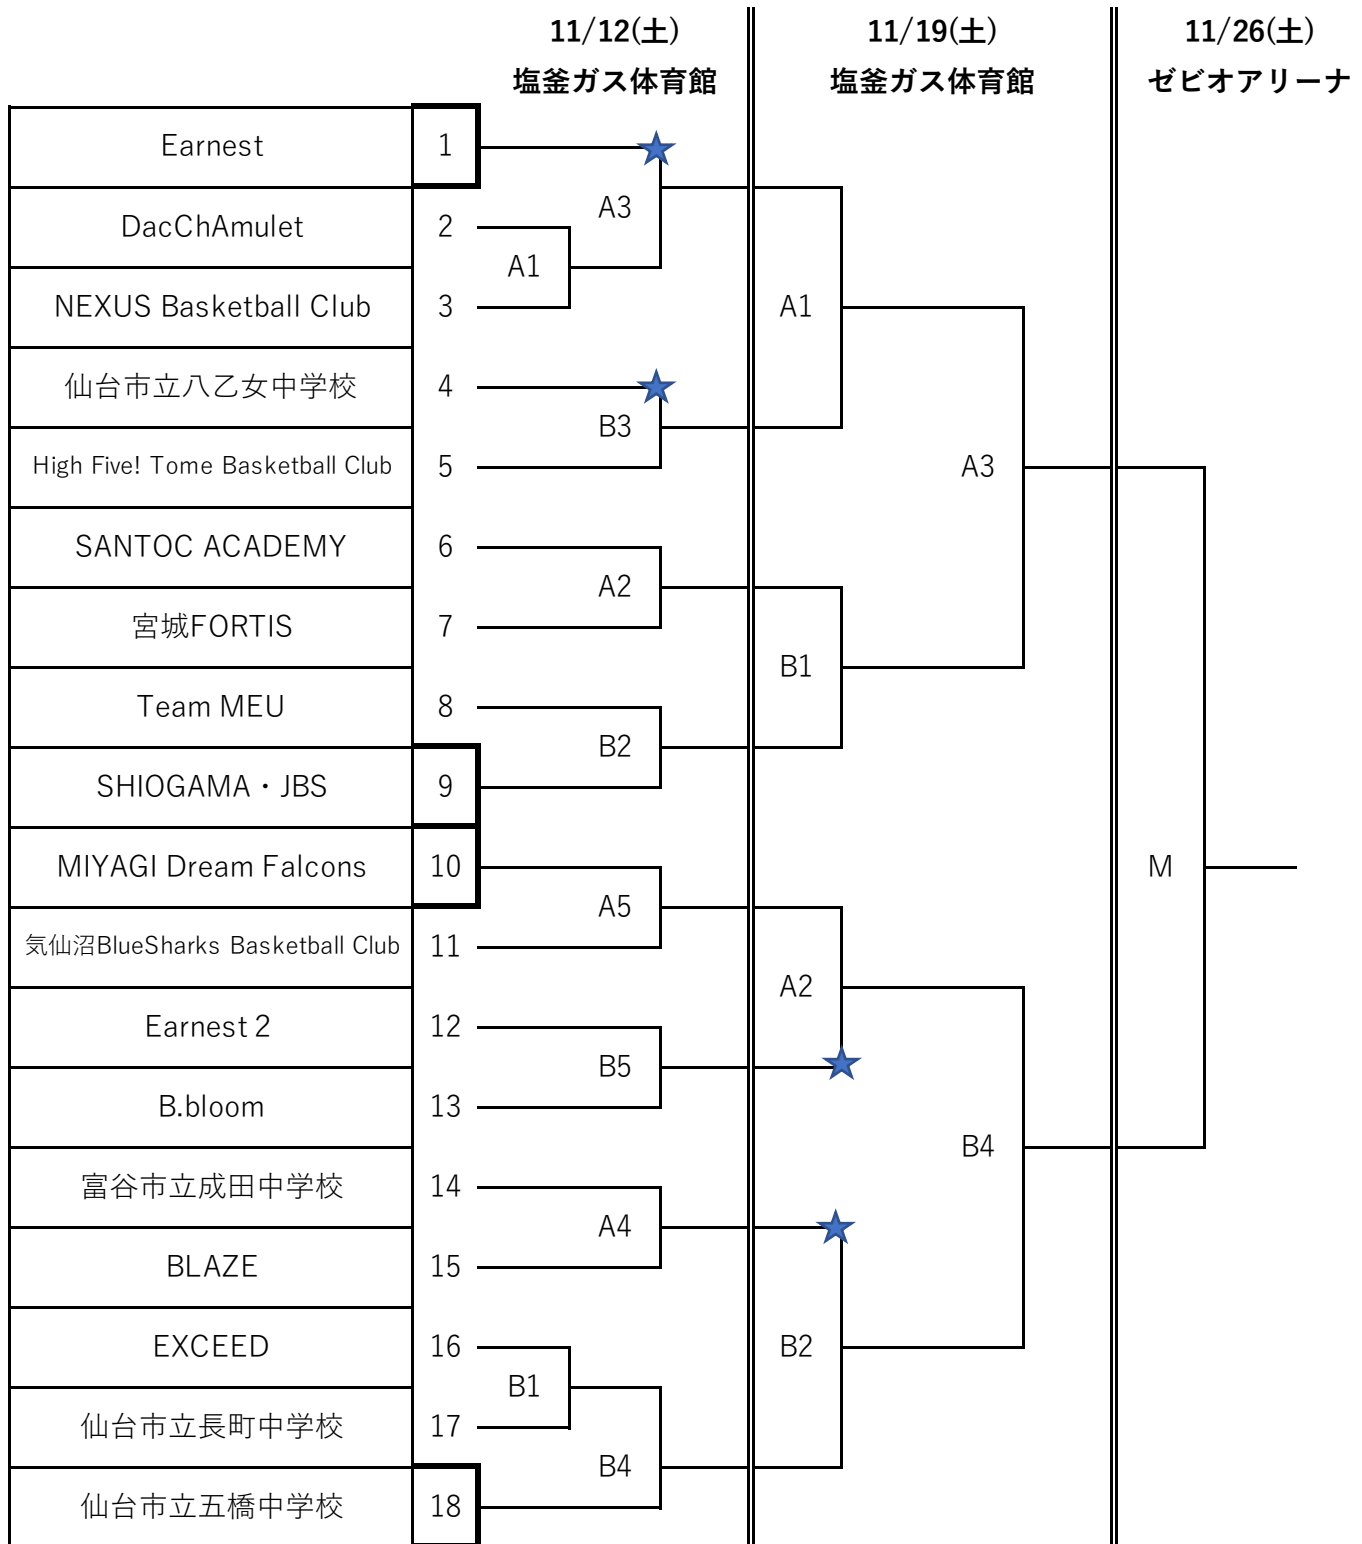 11/12(土) 11/19(土) 11/26(土)
塩釜ガス体育館 塩釜ガス体育館 ゼビオアリーナ
Earnest 1
A3
DacChAmulet 2
A1
NEXUS Basketball Club 3 A1
仙台市立八乙女中学校 4
B3
High Five! Tome Basketball Club 5 A3
SANTOC ACADEMY 6
A2
宮城FORTIS 7
B1
Team MEU 8
B2
SHIOGAMA・JBS 9
MIYAGI Dream Falcons 10 M
A5
気仙沼BlueSharks Basketball Club 11
A2
Earnest 2 12
B5
B.bloom 13
B4
富谷市立成田中学校 14
A4
BLAZE 15
EXCEED 16 B2
B1
仙台市立長町中学校 17
B4
仙台市立五橋中学校 18